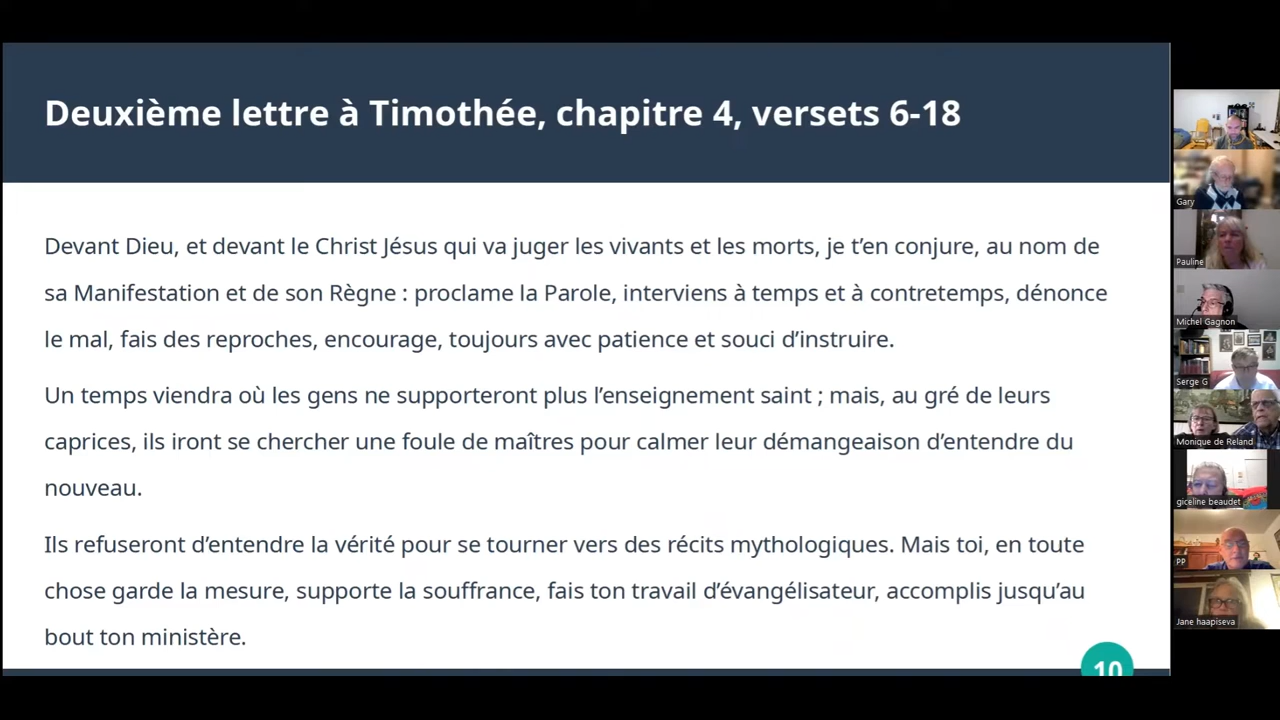 Deuxième lettre à Timothée, chapitre 4, versets 6-18
Devant Dieu, et devant le Christ Jésus qui va juger les vivants et les morts, je t’en conjure, au nom de
sa Manifestation et de son Règne : proclame la Parole, interviens à temps et à contretemps, dénonce
le mal, fais des reproches, encourage, toujours avec patience et souci d’instruire.
Un temps viendra où les gens ne supporteront plus l’enseignement saint ; mais, au gré de leurs
caprices, ils iront se chercher une foule de maîtres pour calmer leur démangeaison d’entendre du
nouveau.
Ils refuseront d’entendre la vérité pour se tourner vers des récits mythologiques. Mais toi, en toute
chose garde la mesure, supporte la souffrance, fais ton travail d’évangélisateur, accomplis jusqu’au
bout ton ministère.
10
Gary
Pauline
Michel Gagnon
Serge G
Monique de Reland
giceline beaudet
PP
Jane haapiseva